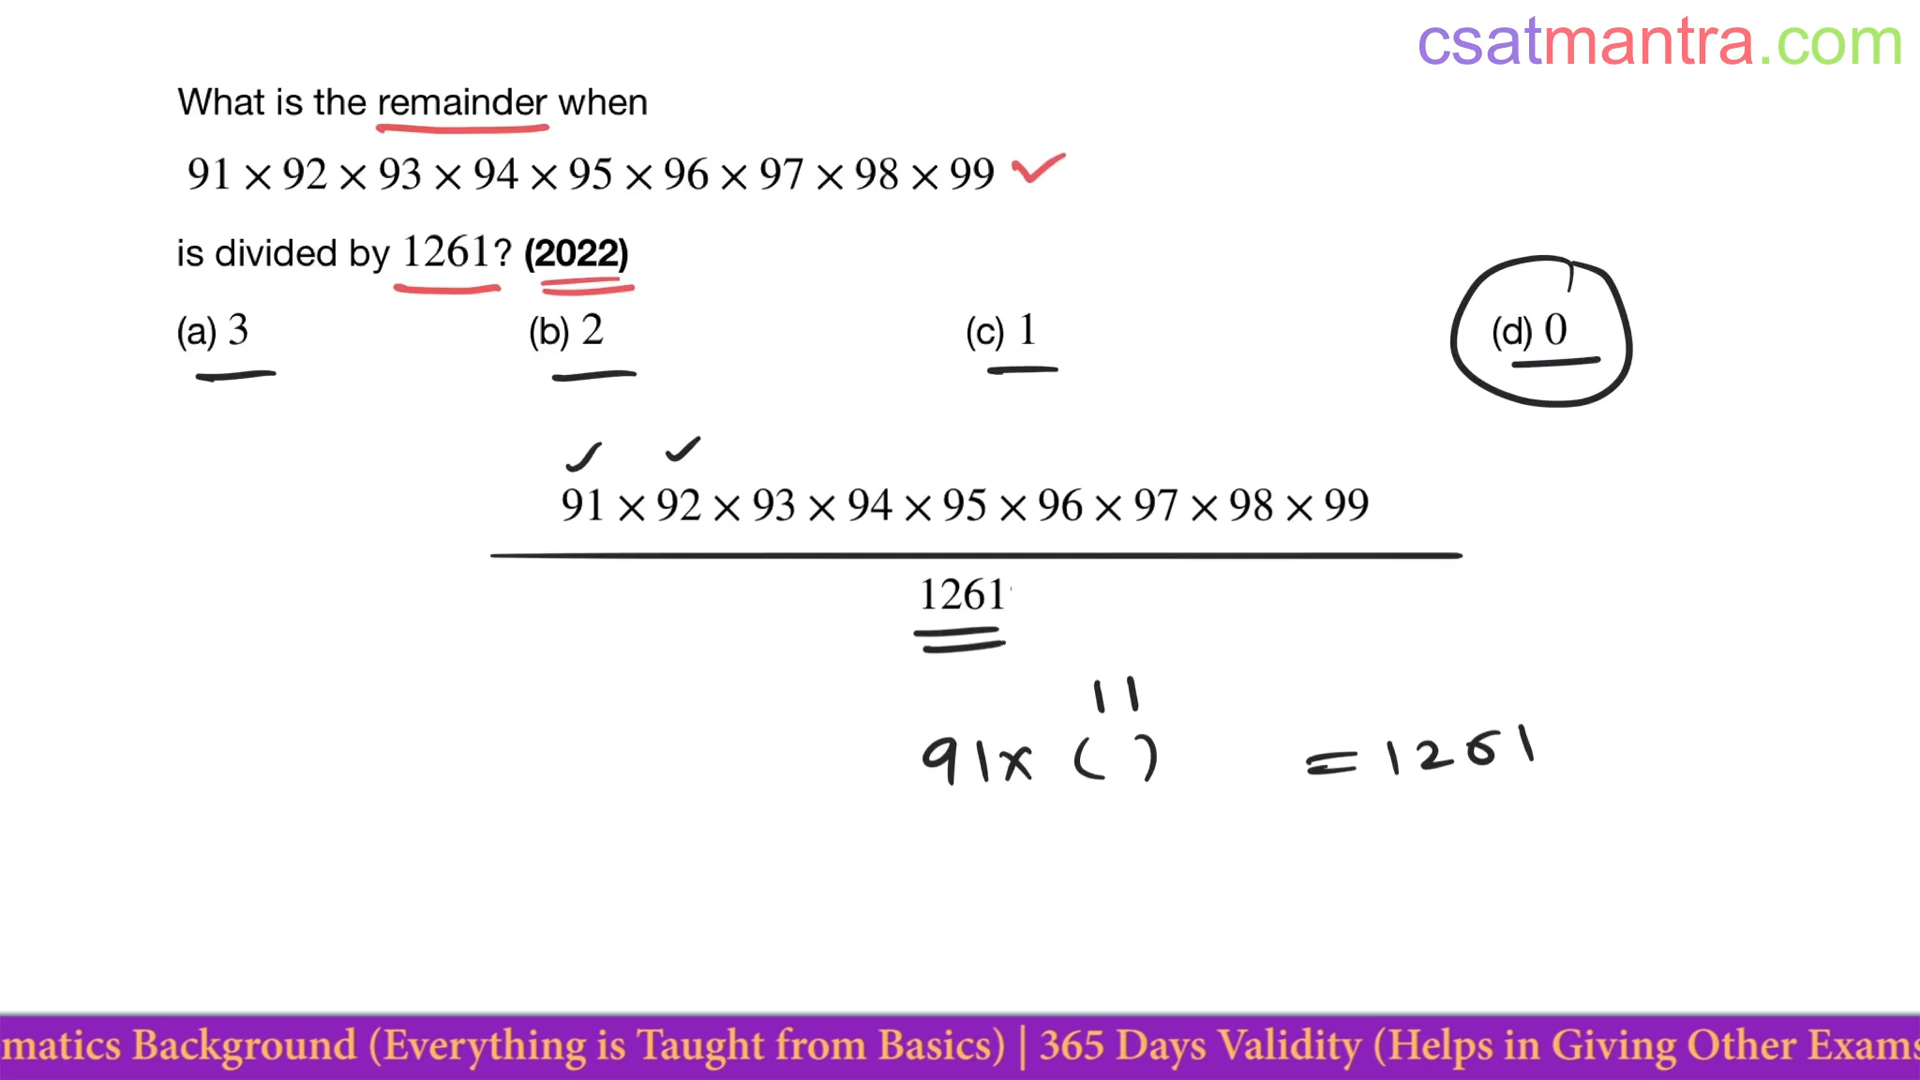 csatmantra.com
What is the remainder when
91 × 92 × 93 × 94 × 95 × 96 × 97 × 98 × 99
is divided by 1261? (2022)
(a) 3 (b) 2 (c) 1 (d) 0
91 × 92 × 93 × 94 × 95 × 96 × 97 × 98 × 99
1261
11
91x ( ) = 1261
matics Background (Everything is Taught from Basics) | 365 Days Validity (Helps in Giving Other Exams